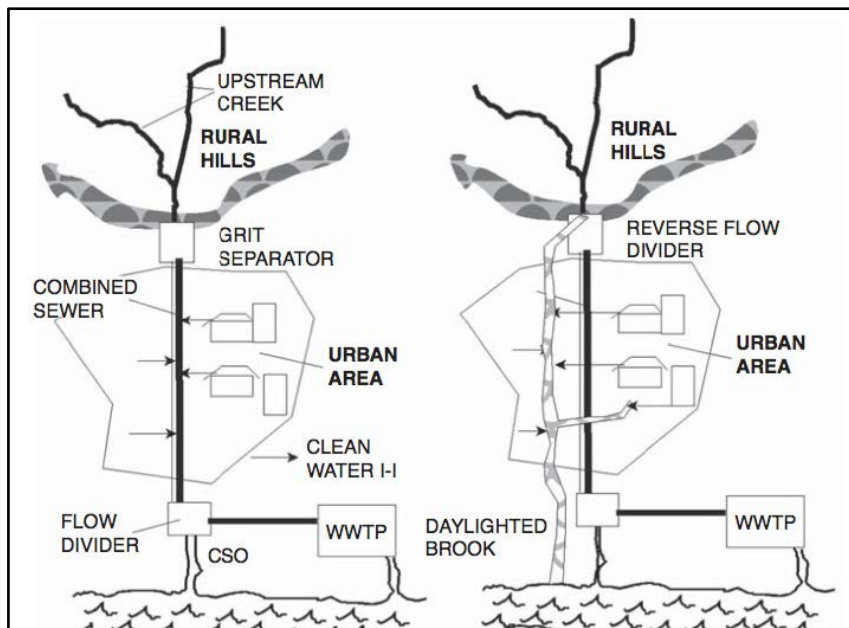 UPSTREAM
CREEK
RURAL
HILLS
GRIT
SEPARATOR
COMBINED
SEWER
URBAN
AREA
CLEAN
WATER I-I
FLOW
DIVIDER
CSO
WWTP
RURAL
HILLS
REVERSE FLOW
DIVIDER
URBAN
AREA
DAYLIGHTED
BROOK
WWTP